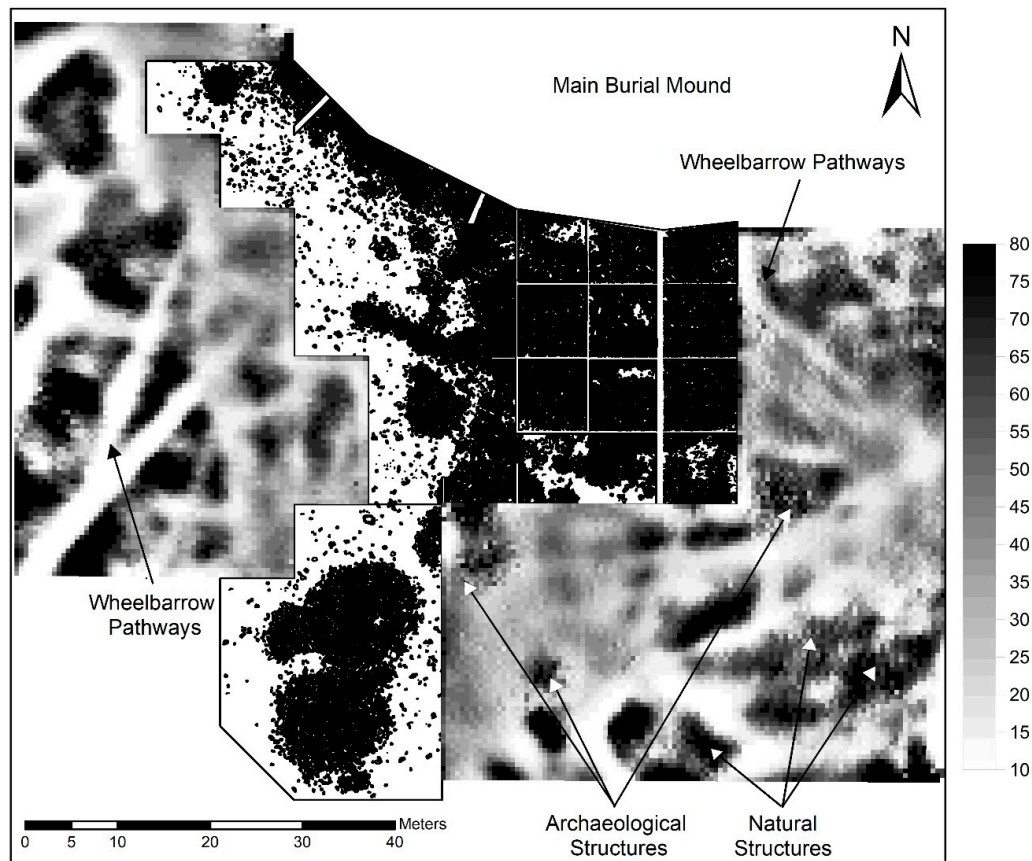 N
Main Burial Mound
Wheelbarrow Pathways
80
75
70
65
60
55
50
45
40
35
30
25
20
15
10
Wheelbarrow
Pathways
Meters
0 5 10 20 30 40
Archaeological
Structures
Natural
Structures